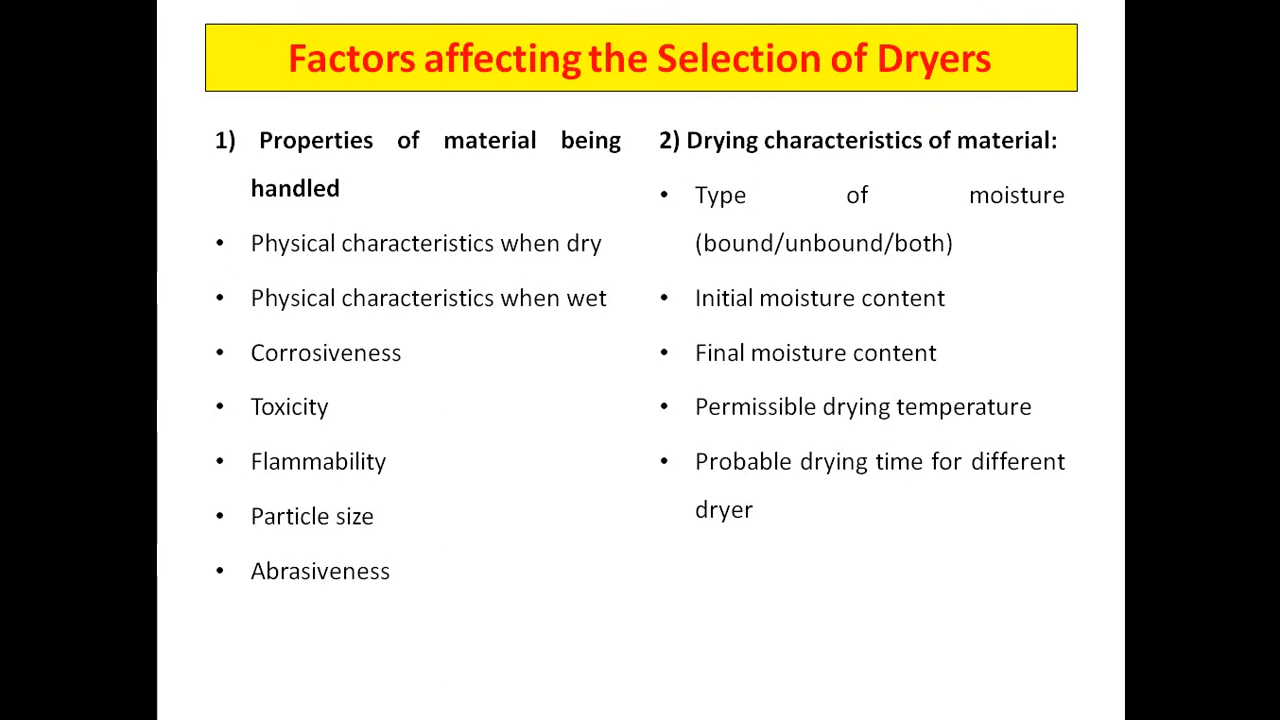 Factors affecting the Selection of Dryers
1) Properties of material being
handled
• Physical characteristics when dry
• Physical characteristics when wet
• Corrosiveness
• Toxicity
• Flammability
• Particle size
• Abrasiveness
2) Drying characteristics of material:
• Type of moisture
(bound/unbound/both)
• Initial moisture content
• Final moisture content
• Permissible drying temperature
• Probable drying time for different
dryer